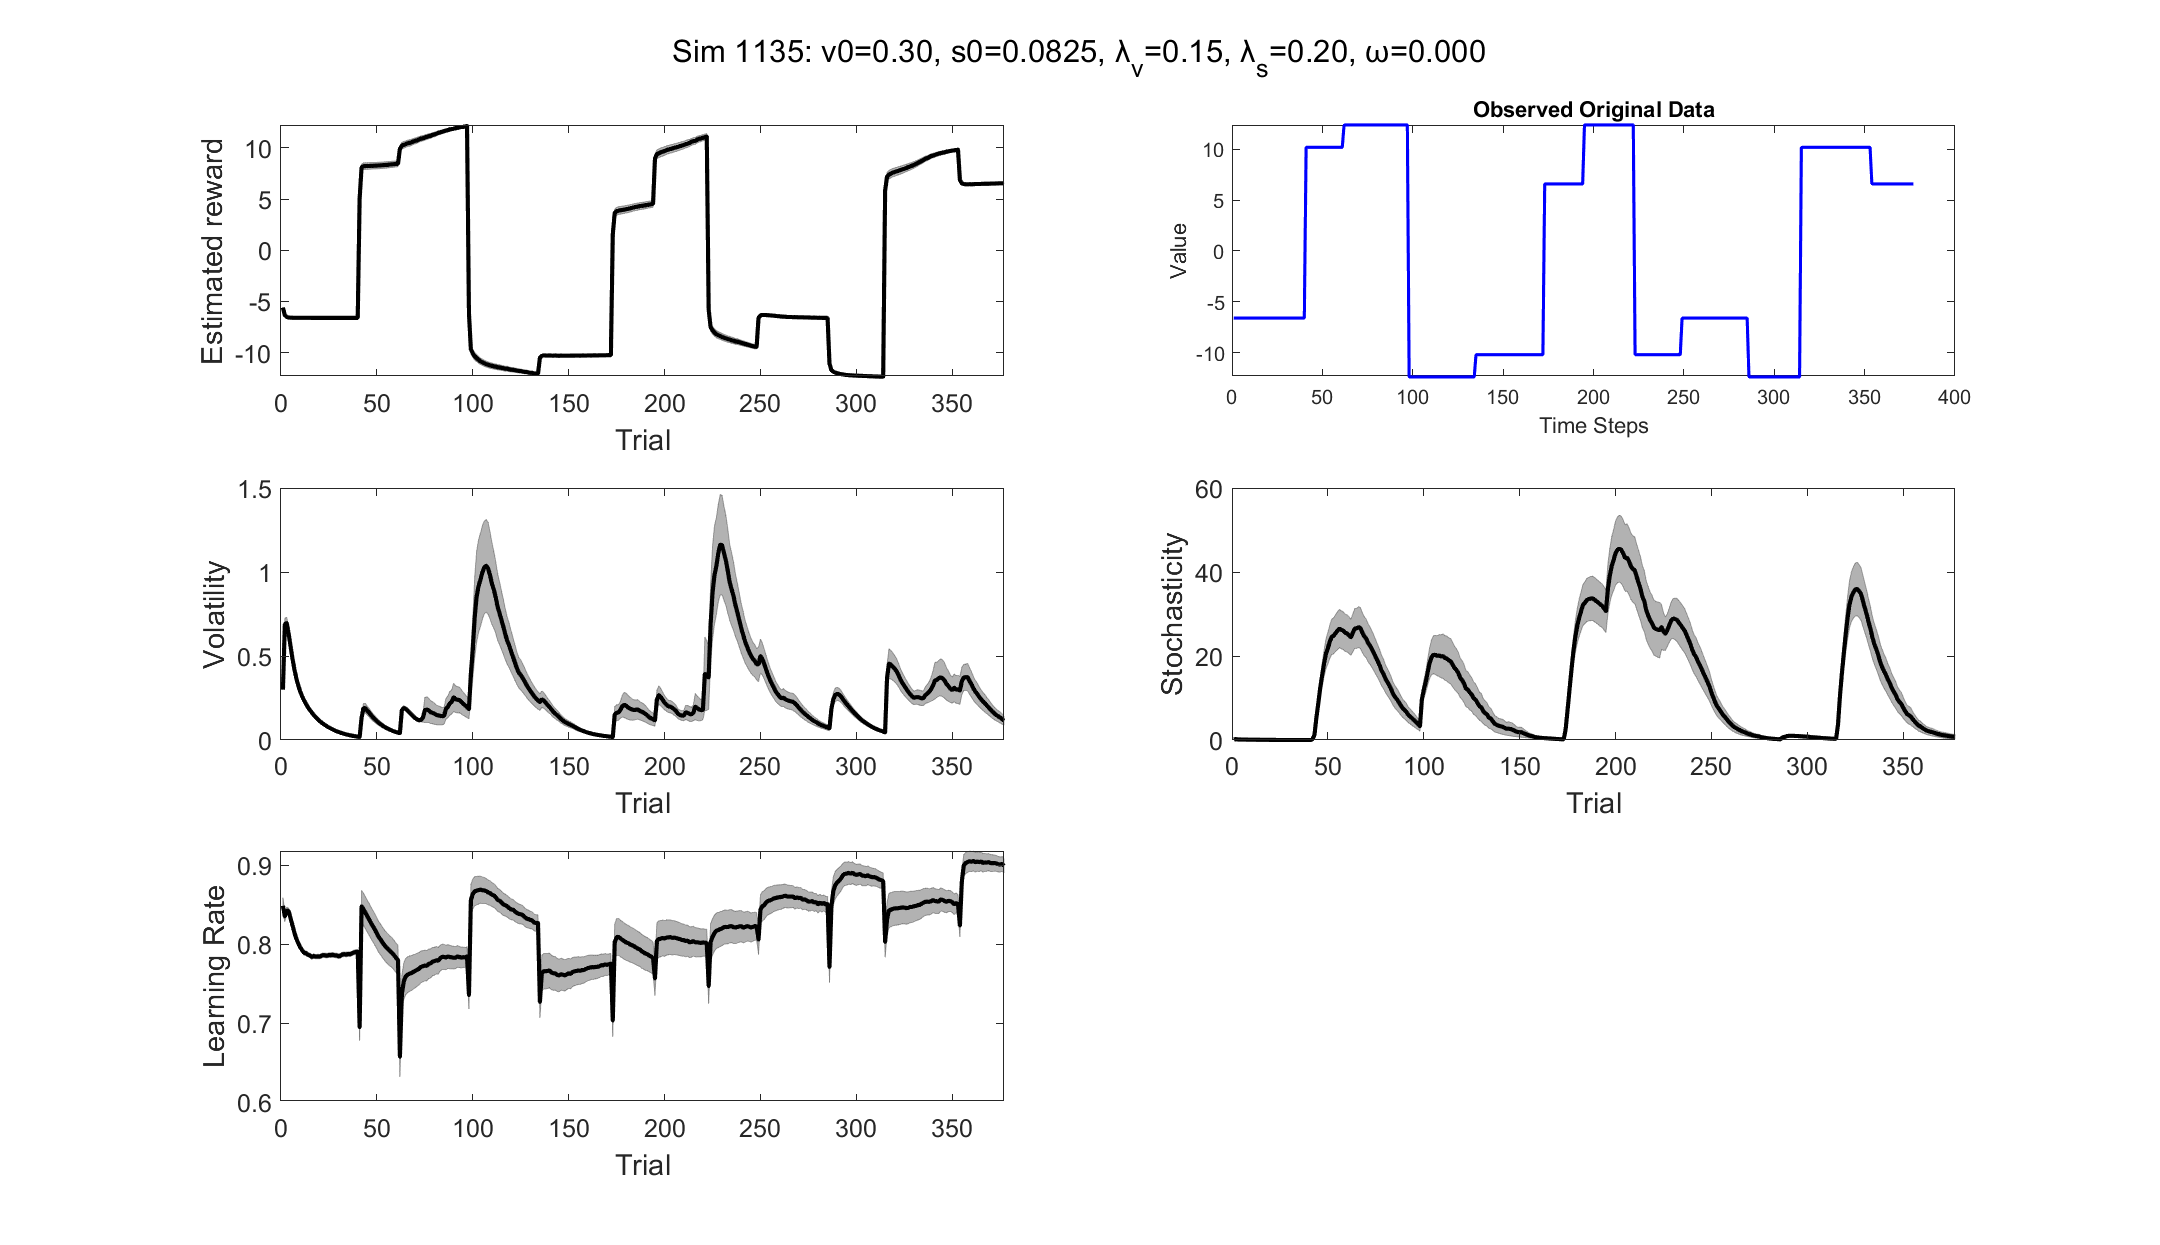 Sim 1135: v0=0.30, s0=0.0825, λv=0.15, λs=0.20, ω=0.000
Estimated reward
10
5
0
-5
-10
0 50 100 150 200 250 300 350
Trial
Observed Original Data
Value
10
5
0
-5
-10
0 50 100 150 200 250 300 350 400
Time Steps
Volatility
1.5
1
0.5
0
0 50 100 150 200 250 300 350
Trial
Stochasticity
60
40
20
0
0 50 100 150 200 250 300 350
Trial
Learning Rate
0.9
0.8
0.7
0.6
0 50 100 150 200 250 300 350
Trial